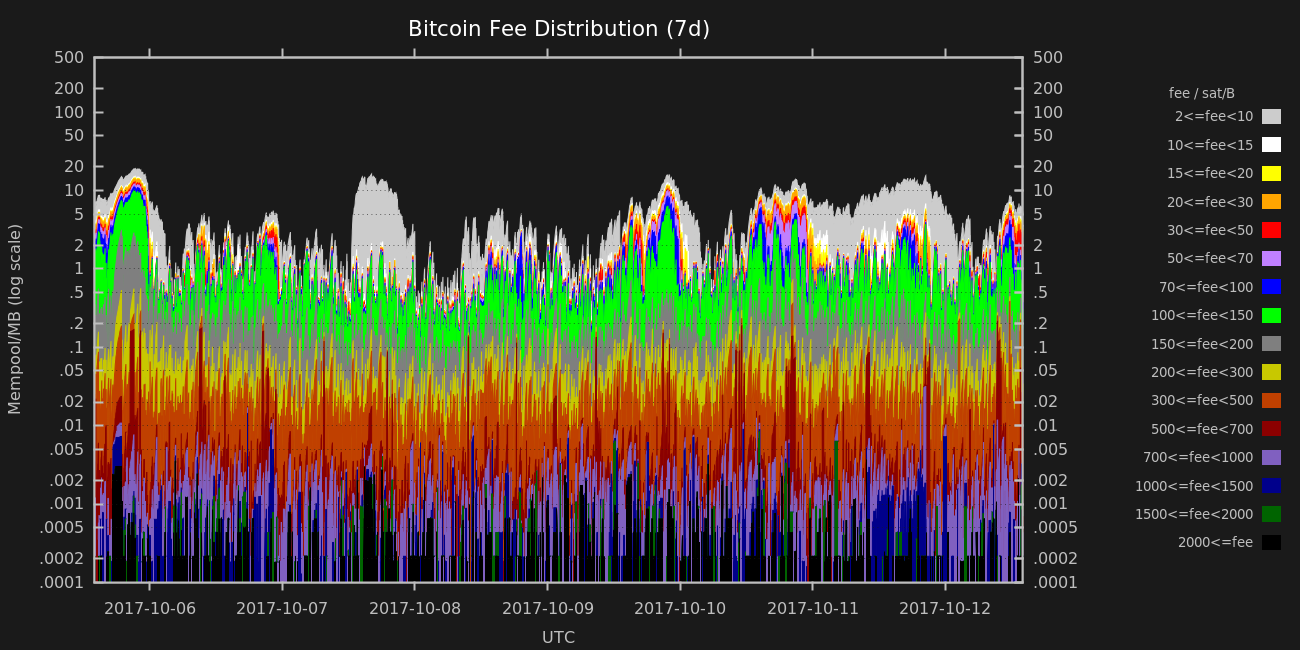 Bitcoin Fee Distribution (7d)
Mempool/MB (log scale)
500
200
100
50
20
10
5
2
1
.5
.2
.1
.05
.02
.01
.005
.002
.001
.0005
.0002
.0001
500
200
100
50
20
10
5
2
1
.5
.2
.1
.05
.02
.01
.005
.002
.001
.0005
.0002
.0001
2017-10-06 2017-10-07 2017-10-08 2017-10-09 2017-10-10 2017-10-11 2017-10-12
UTC
fee / sat/B
2<=fee<10
10<=fee<15
15<=fee<20
20<=fee<30
30<=fee<50
50<=fee<70
70<=fee<100
100<=fee<150
150<=fee<200
200<=fee<300
300<=fee<500
500<=fee<700
700<=fee<1000
1000<=fee<1500
1500<=fee<2000
2000<=fee